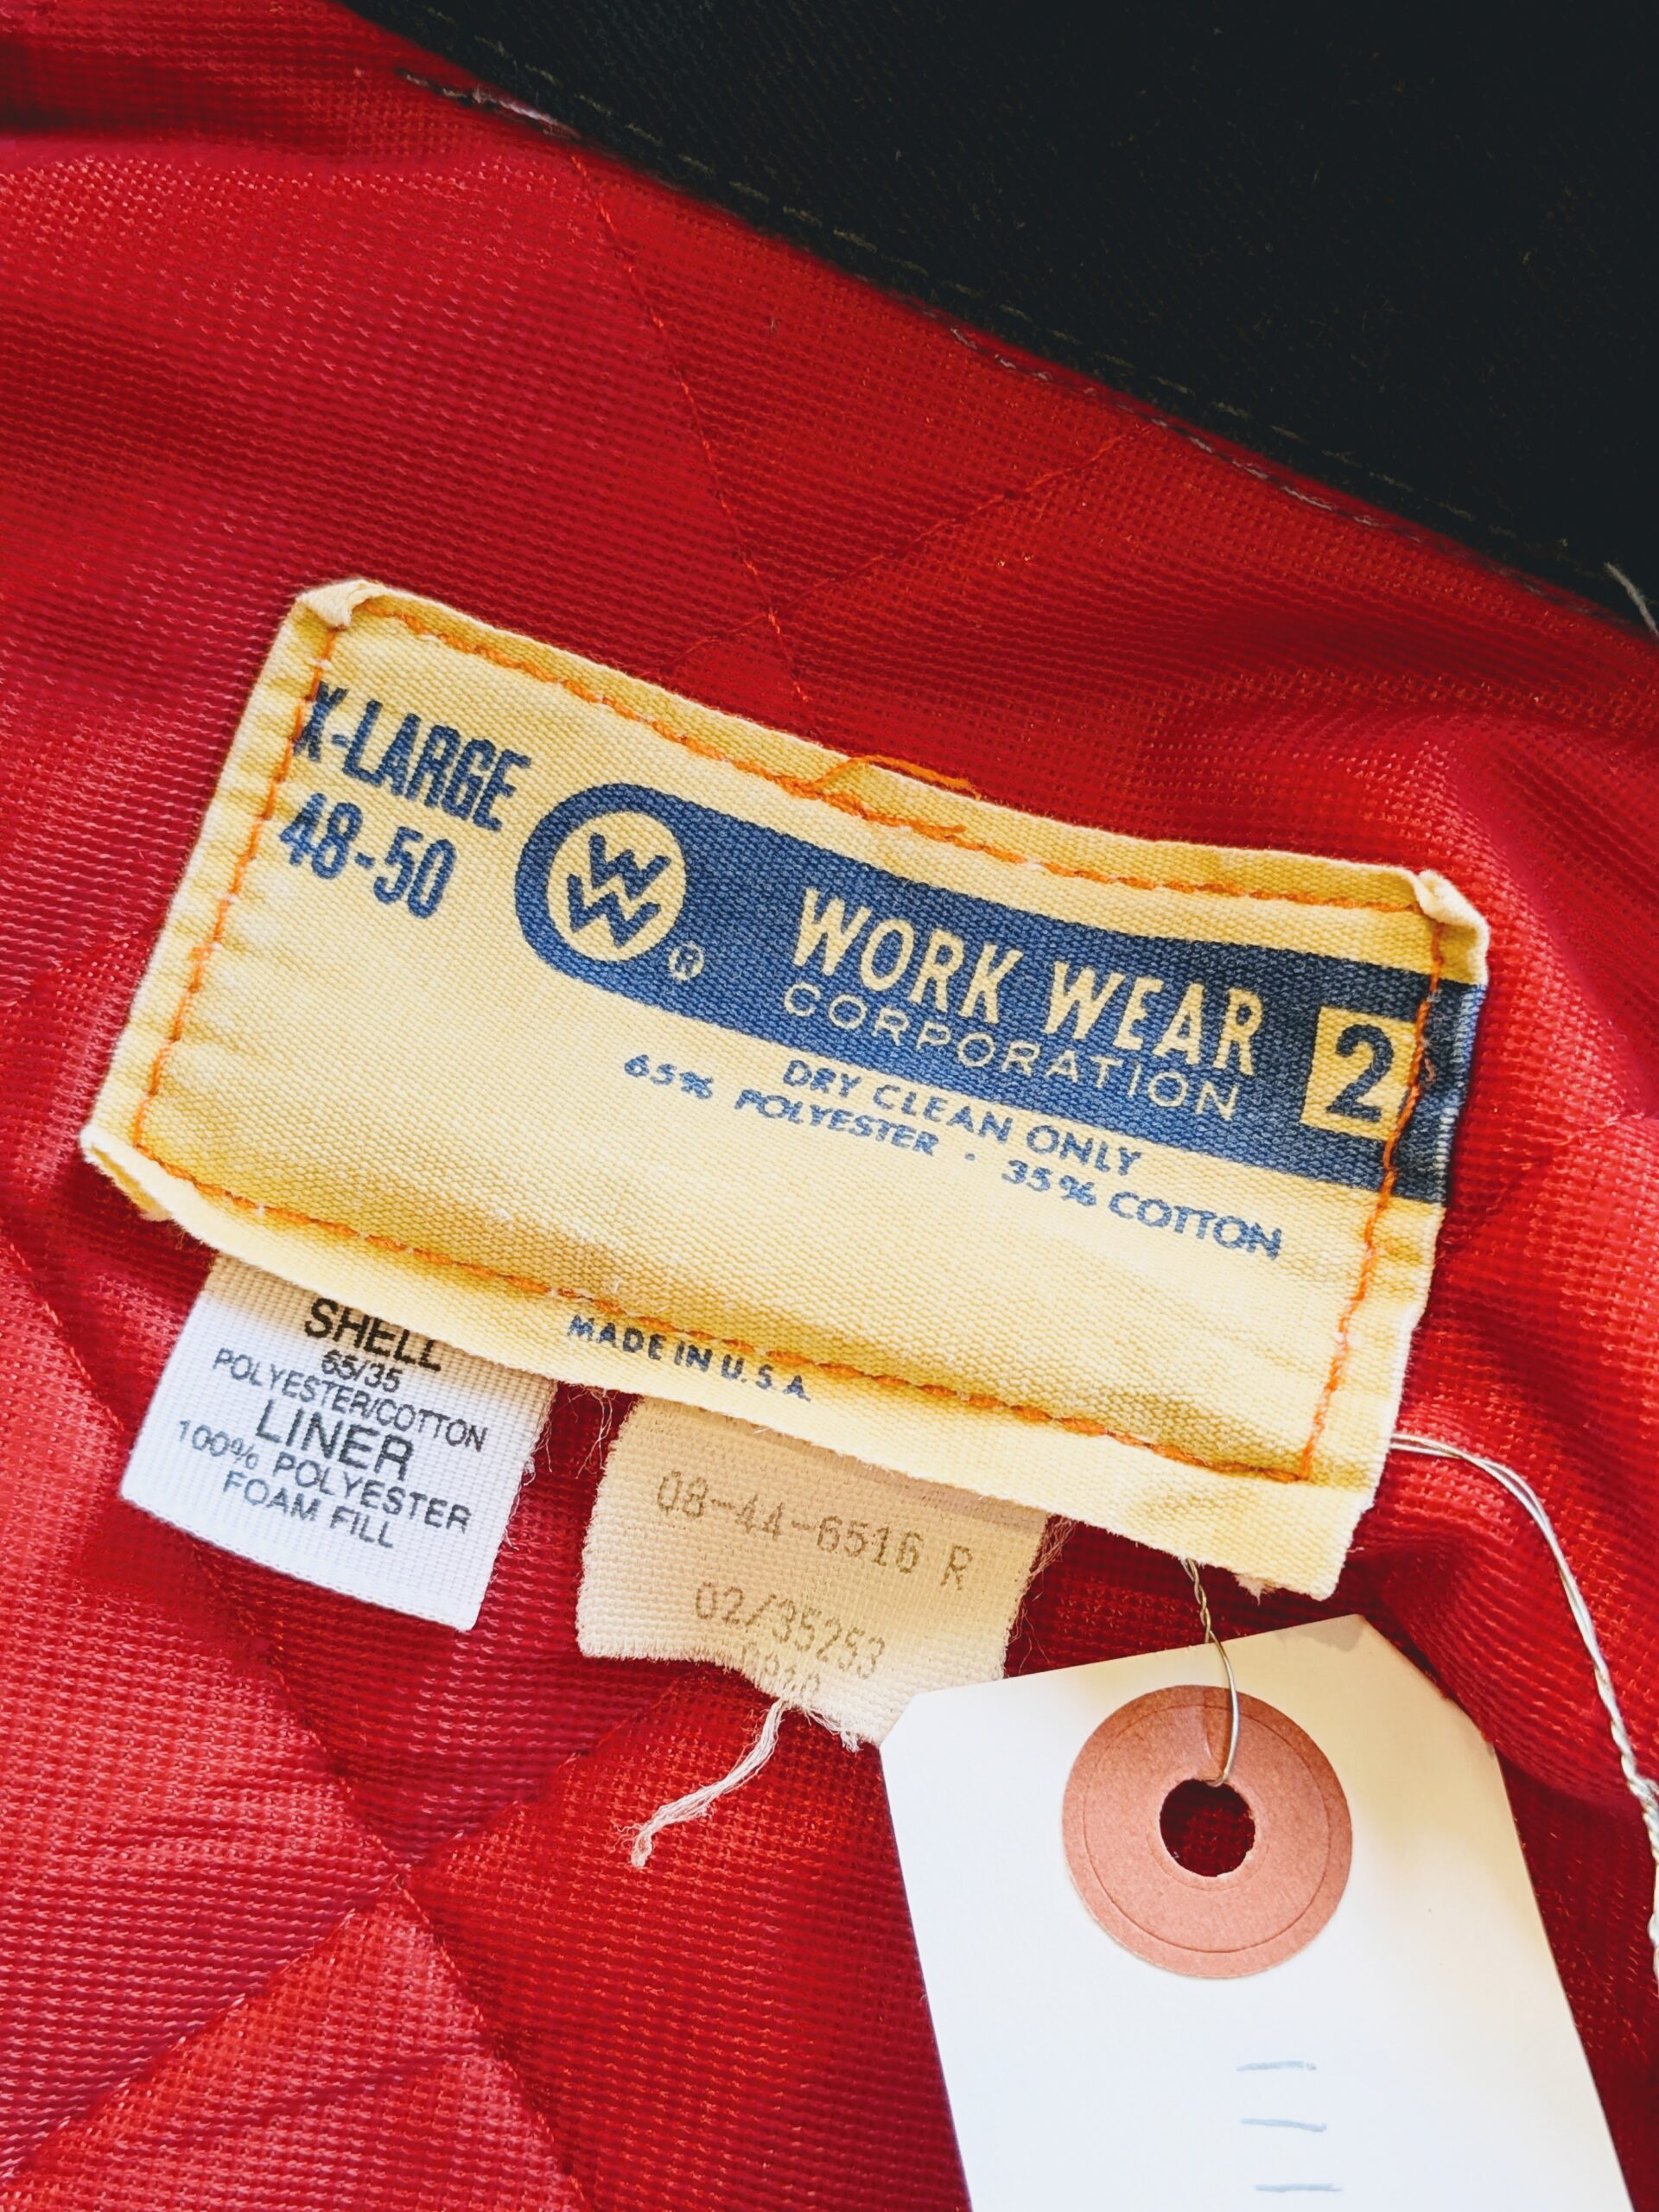 X-LARGE
48-50
WW
®
WORK WEAR
CORPORATION
2
DRY CLEAN ONLY
65% POLYESTER · 35% COTTON
MADE IN U.S.A.
SHELL
65/35
POLYESTER/COTTON
LINER
100% POLYESTER
FOAM FILL
08-44-6516 R
02/35253